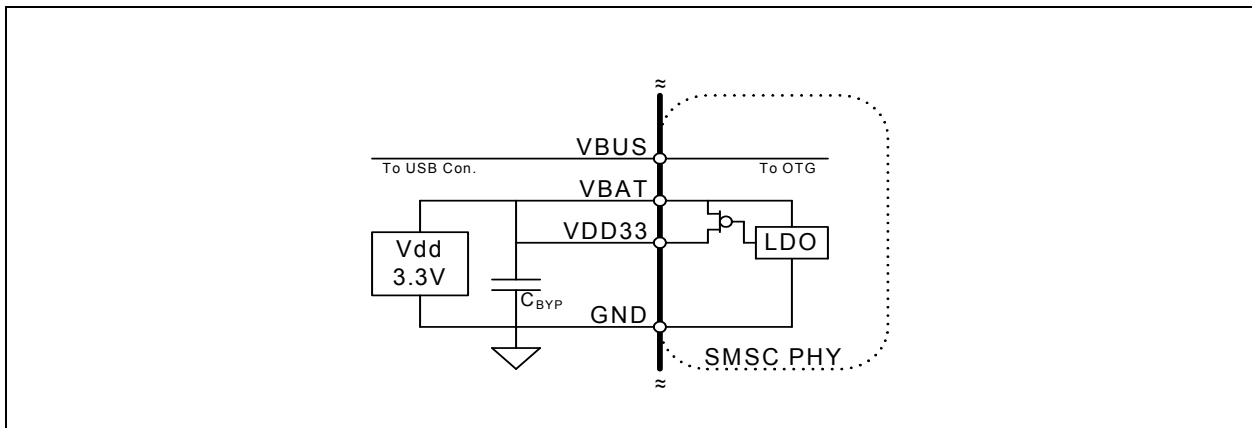 ≈
VBUS
To USB Con.
To OTG
VBAT
VDD33
Vdd
3.3V
LDO
CBYP
GND
SMSC PHY
≈